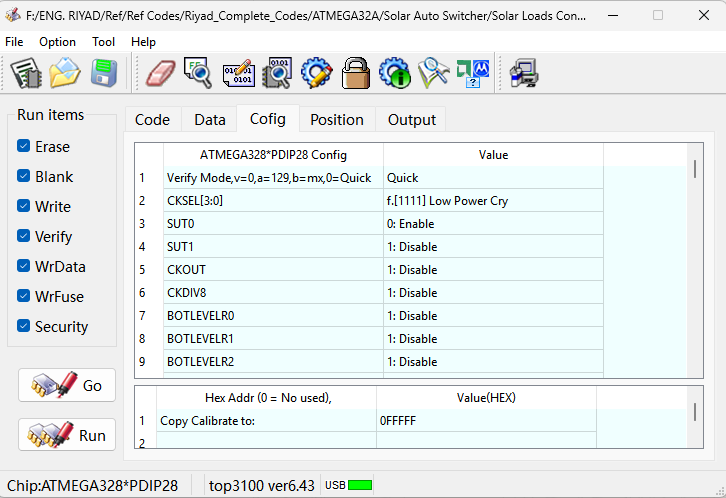 F:/ENG. RIYAD/Ref/Ref Codes/Riyad_Complete_Codes/ATMEGA32A/Solar Auto Switcher/Solar Loads Con...
File Option Tool Help
Run items
Erase
Blank
Write
Verify
WrData
WrFuse
Security
Go
Run
Code Data Cofig Position Output
ATMEGA328*PDIP28 Config Value
1 Verify Mode,v=0,a=129,b=mx,0=Quick Quick
2 CKSEL[3:0] f.[1111] Low Power Cry
3 SUT0 0: Enable
4 SUT1 1: Disable
5 CKOUT 1: Disable
6 CKDIV8 1: Disable
7 BOTLEVELR0 1: Disable
8 BOTLEVELR1 1: Disable
9 BOTLEVELR2 1: Disable
Hex Addr (0 = No used), Value(HEX)
1 Copy Calibrate to: 0FFFFF
2
Chip:ATMEGA328*PDIP28 top3100 ver6.43 USB